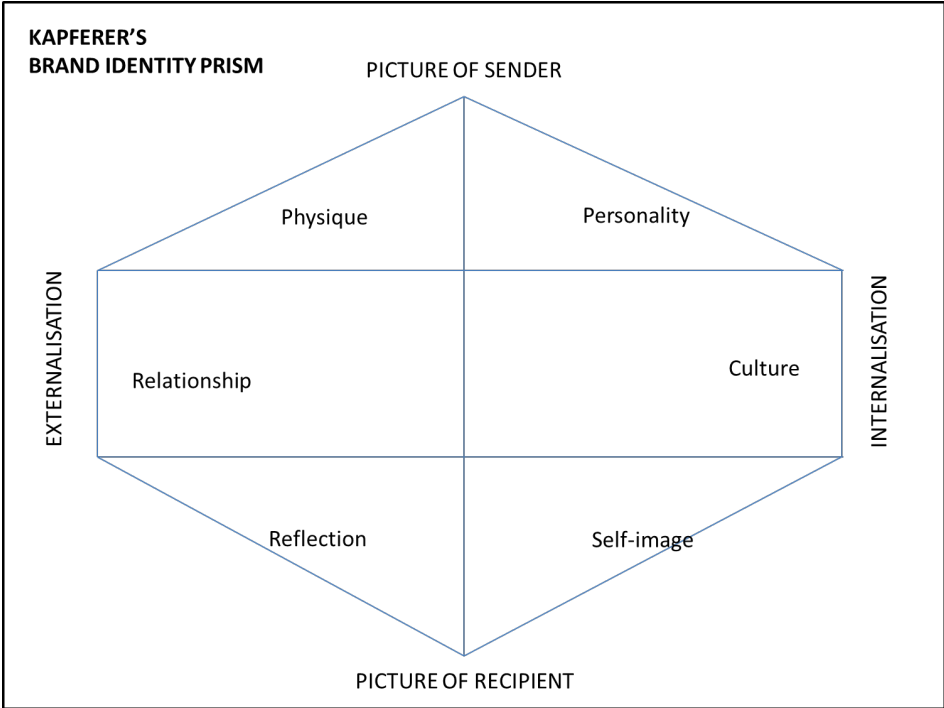 KAPFERER'S
BRAND IDENTITY PRISM
PICTURE OF SENDER
Physique
Personality
EXTERNALISATION
INTERNALISATION
Relationship
Culture
Reflection
Self-image
PICTURE OF RECIPIENT